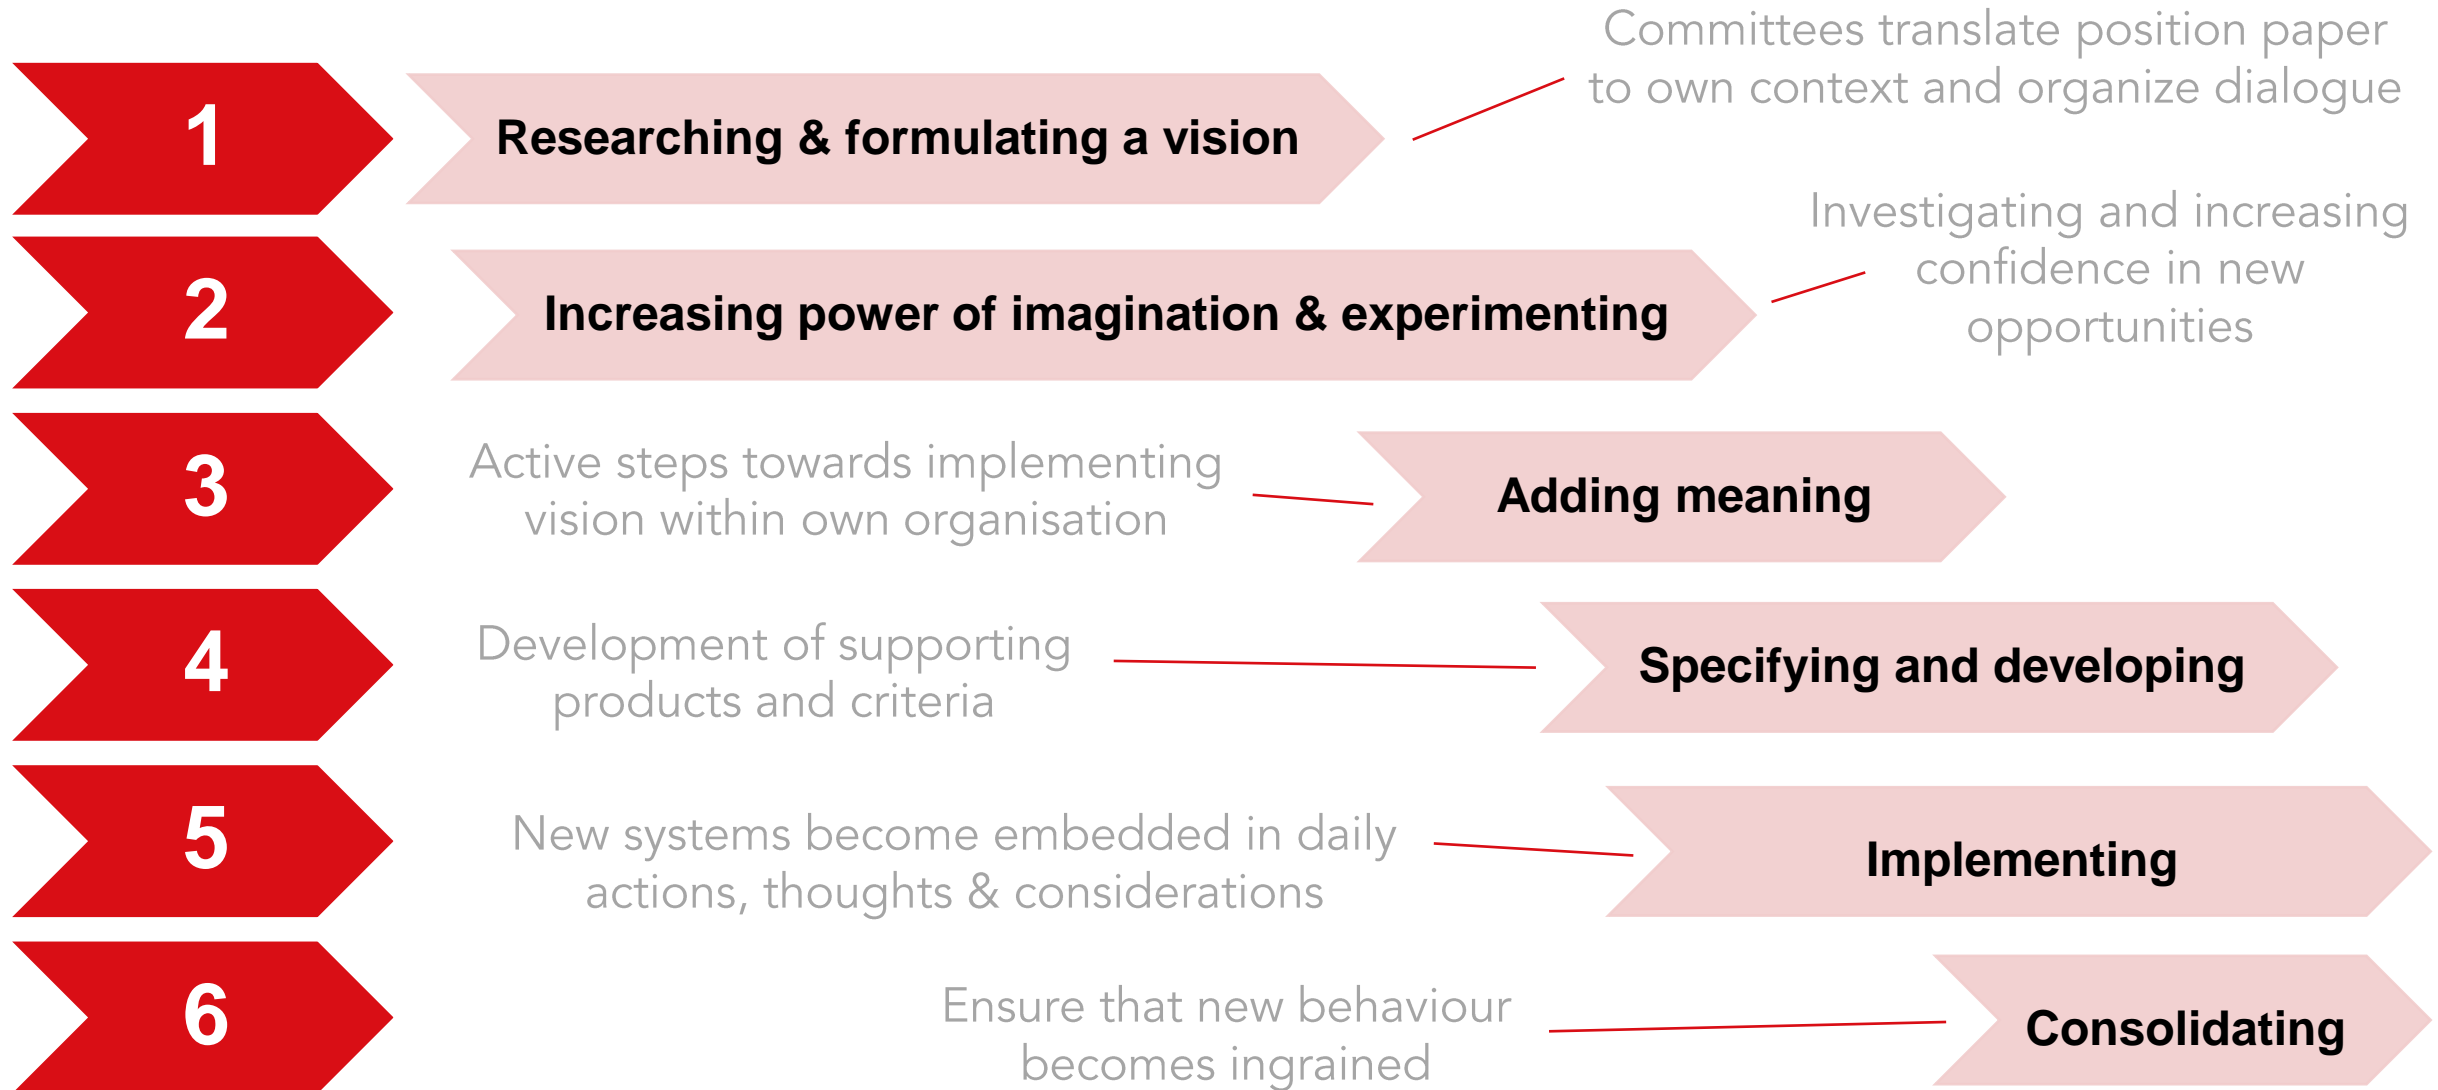 1
Researching & formulating a vision
Committees translate position paper
to own context and organize dialogue
2
Increasing power of imagination & experimenting
Investigating and increasing
confidence in new
opportunities
3
Active steps towards implementing
vision within own organisation
Adding meaning
4
Development of supporting
products and criteria
Specifying and developing
5
New systems become embedded in daily
actions, thoughts & considerations
Implementing
6
Ensure that new behaviour
becomes ingrained
Consolidating